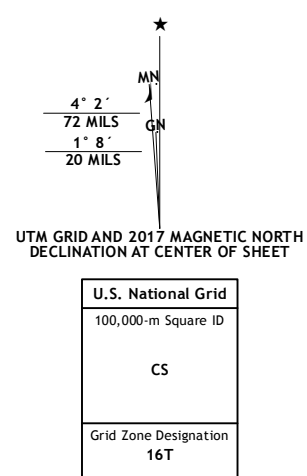 ★
MN
4° 2´
72 MILS
GN
1° 8´
20 MILS
UTM GRID AND 2017 MAGNETIC NORTH
DECLINATION AT CENTER OF SHEET
U.S. National Grid
100,000-m Square ID
CS
Grid Zone Designation
16T